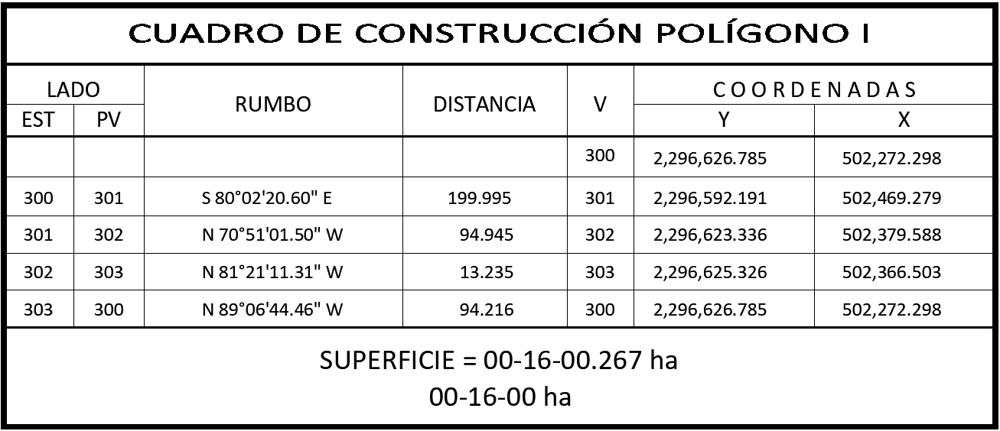 CUADRO DE CONSTRUCCIÓN POLÍGONO I
LADO RUMBO DISTANCIA V C O O R D E N A D A S
EST PV Y X
300 2,296,626.785 502,272.298
300 301 S 80°02'20.60" E 199.995 301 2,296,592.191 502,469.279
301 302 N 70°51'01.50" W 94.945 302 2,296,623.336 502,379.588
302 303 N 81°21'11.31" W 13.235 303 2,296,625.326 502,366.503
303 300 N 89°06'44.46" W 94.216 300 2,296,626.785 502,272.298
SUPERFICIE = 00-16-00.267 ha
00-16-00 ha